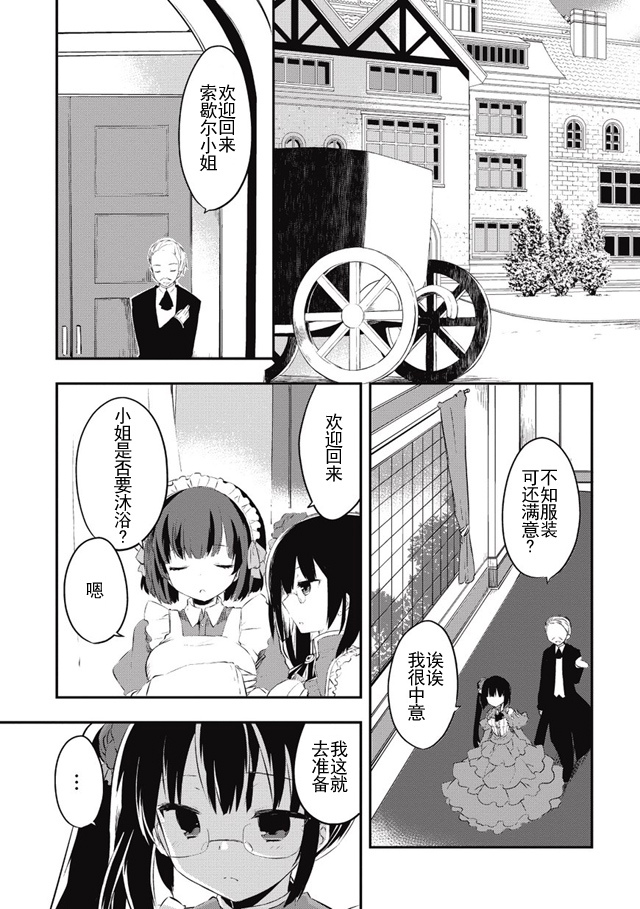 欢迎回来
索歇尔小姐
不知服装
可还满意？
诶诶
我很中意
欢迎回来
小姐是否要沐浴？
嗯
我这就
去准备
…